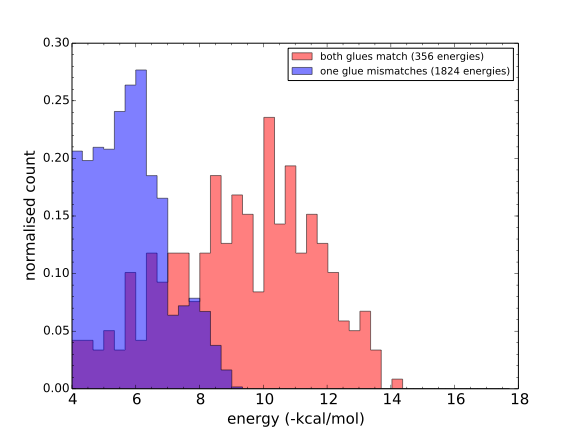 0.30
0.25
0.20
0.15
0.10
0.05
0.00
normalised count
both glues match (356 energies)
one glue mismatches (1824 energies)
4 6 8 10 12 14 16 18
energy (-kcal/mol)